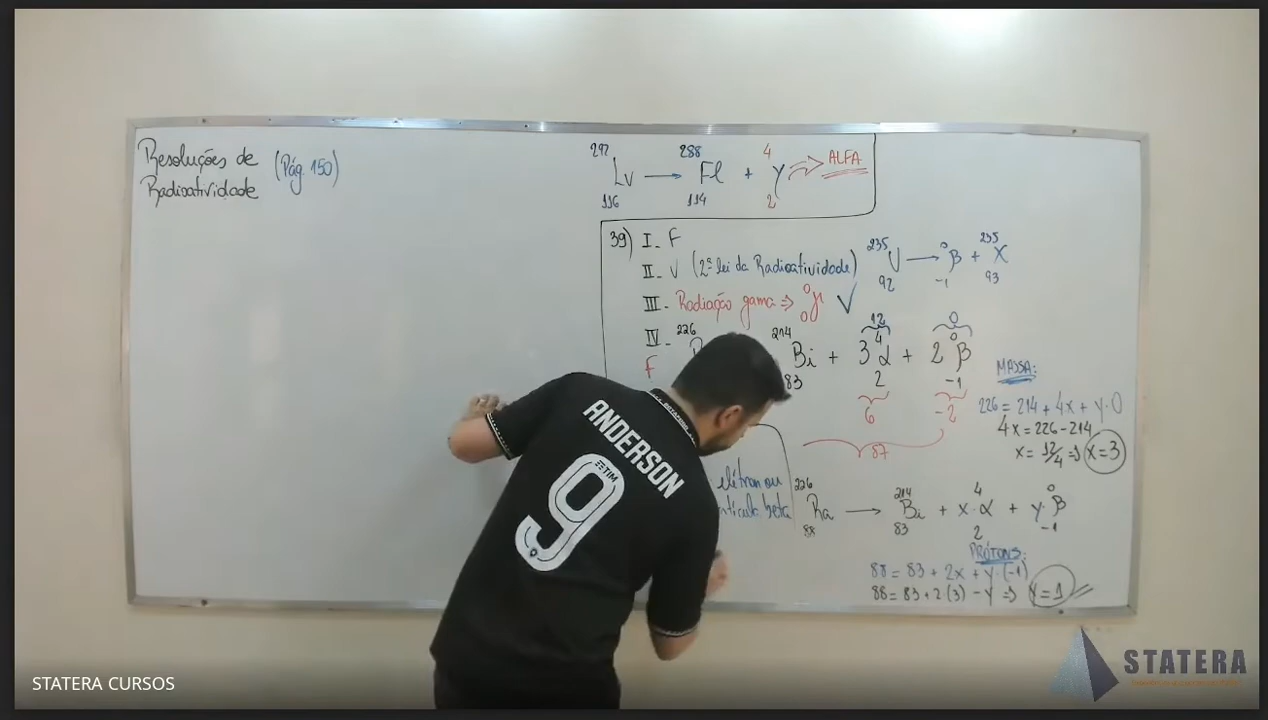 Resoluções de
Radioatividade
(Pág. 150)
292 Lv 116 → 288 Fl 114 + 4 Y 2 ⇒ ALFA
39) I - F
II - V (2ª lei da Radioatividade) 235 U 92 → 0 β -1 + 235 X 93
III - Radiação gama ⇒ 0 γ 0 ✓
IV - 226
F
214 Bi 83 + 3 4 α 2 + 2 0 β -1
12 0
6 -2
87
MASSA:
226 = 214 + 4x + y·0
4x = 226 - 214
x = 12/4 ⇒ x = 3
elétron ou
beta
226 Ra 88 → 214 Bi 83 + x· 4 α 2 + y· 0 β -1
PRÓTONS:
88 = 83 + 2x + y·(-1)
88 = 83 + 2(3) - y ⇒ y = 1
ANDERSON
TIM
9
STATERA CURSOS
STATERA